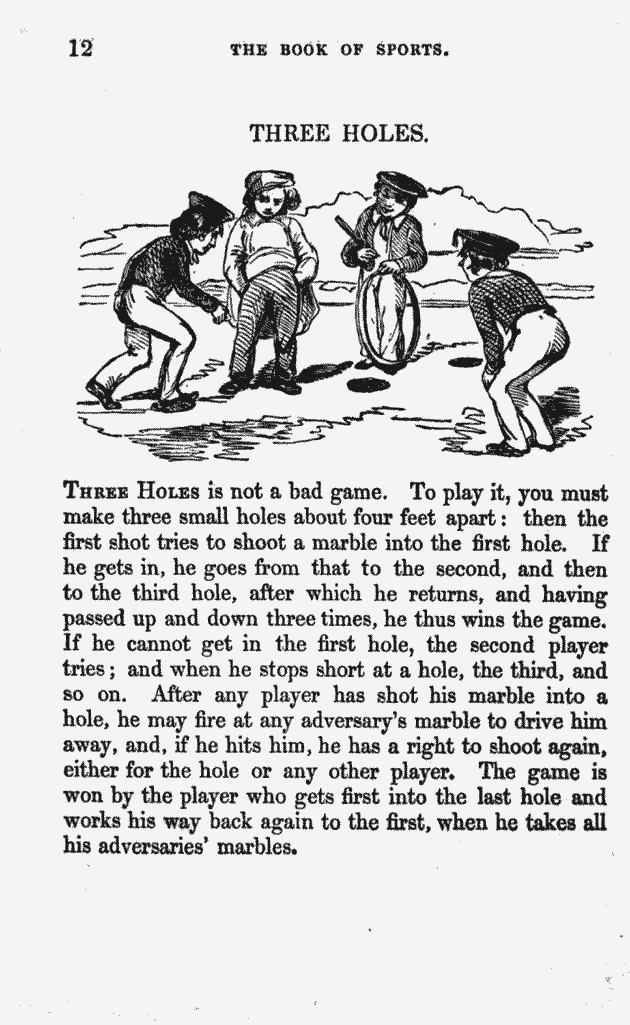 12
THE BOOK OF SPORTS.
THREE HOLES.
THREE HOLES is not a bad game. To play it, you must
make three small holes about four feet apart: then the
first shot tries to shoot a marble into the first hole. If
he gets in, he goes from that to the second, and then
to the third hole, after which he returns, and having
passed up and down three times, he thus wins the game.
If he cannot get in the first hole, the second player
tries; and when he stops short at a hole, the third, and
so on. After any player has shot his marble into a
hole, he may fire at any adversary's marble to drive him
away, and, if he hits him, he has a right to shoot again,
either for the hole or any other player. The game is
won by the player who gets first into the last hole and
works his way back again to the first, when he takes all
his adversaries' marbles.